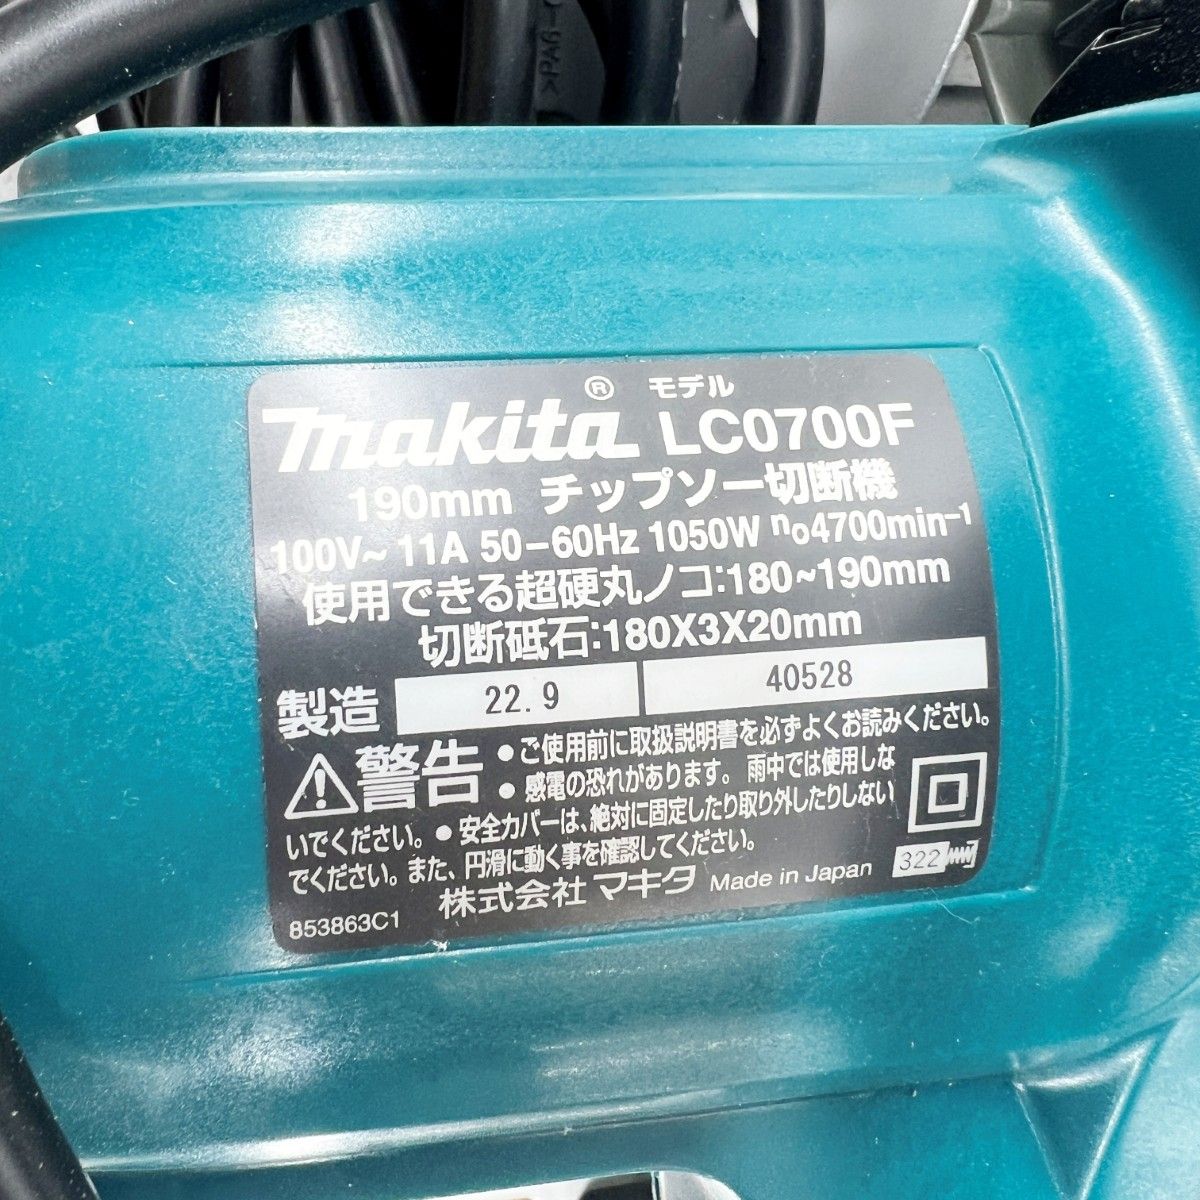 makita® モデル LC0700F
190mm チップソー切断機
100V~ 11A 50-60Hz 1050W n₀4700min⁻¹
使用できる超硬丸ノコ:180~190mm
切断砥石:180X3X20mm
製造 22.9 40528
警告 • ご使用前に取扱説明書を必ずよくお読みください。
• 感電の恐れがあります。雨中では使用しな
いでください。• 安全カバーは、絶対に固定したり取り外したりしない
でください。また、円滑に動く事を確認してください。
322
株式会社 マキタ Made in Japan
853863C1